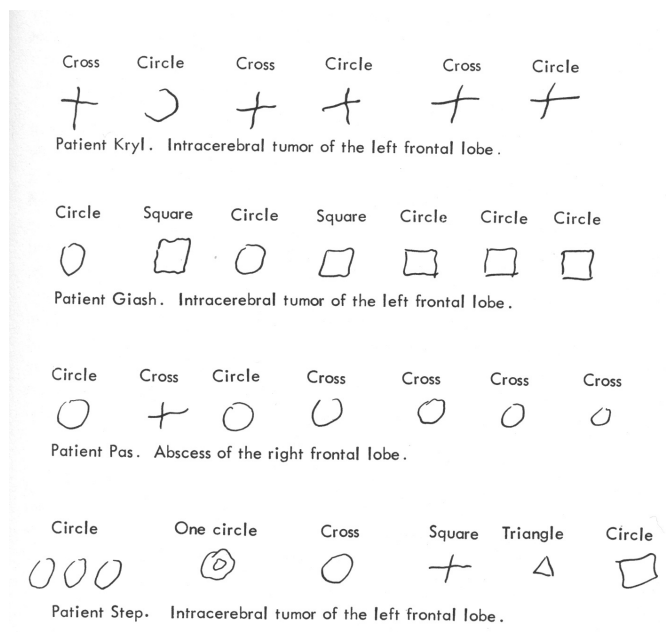 Cross Circle Cross Circle Cross Circle
Patient Kryl. Intracerebral tumor of the left frontal lobe.
Circle Square Circle Square Circle Circle Circle
Patient Giash. Intracerebral tumor of the left frontal lobe.
Circle Cross Circle Cross Cross Cross Cross
Patient Pas. Abscess of the right frontal lobe.
Circle One circle Cross Square Triangle Circle
Patient Step. Intracerebral tumor of the left frontal lobe.